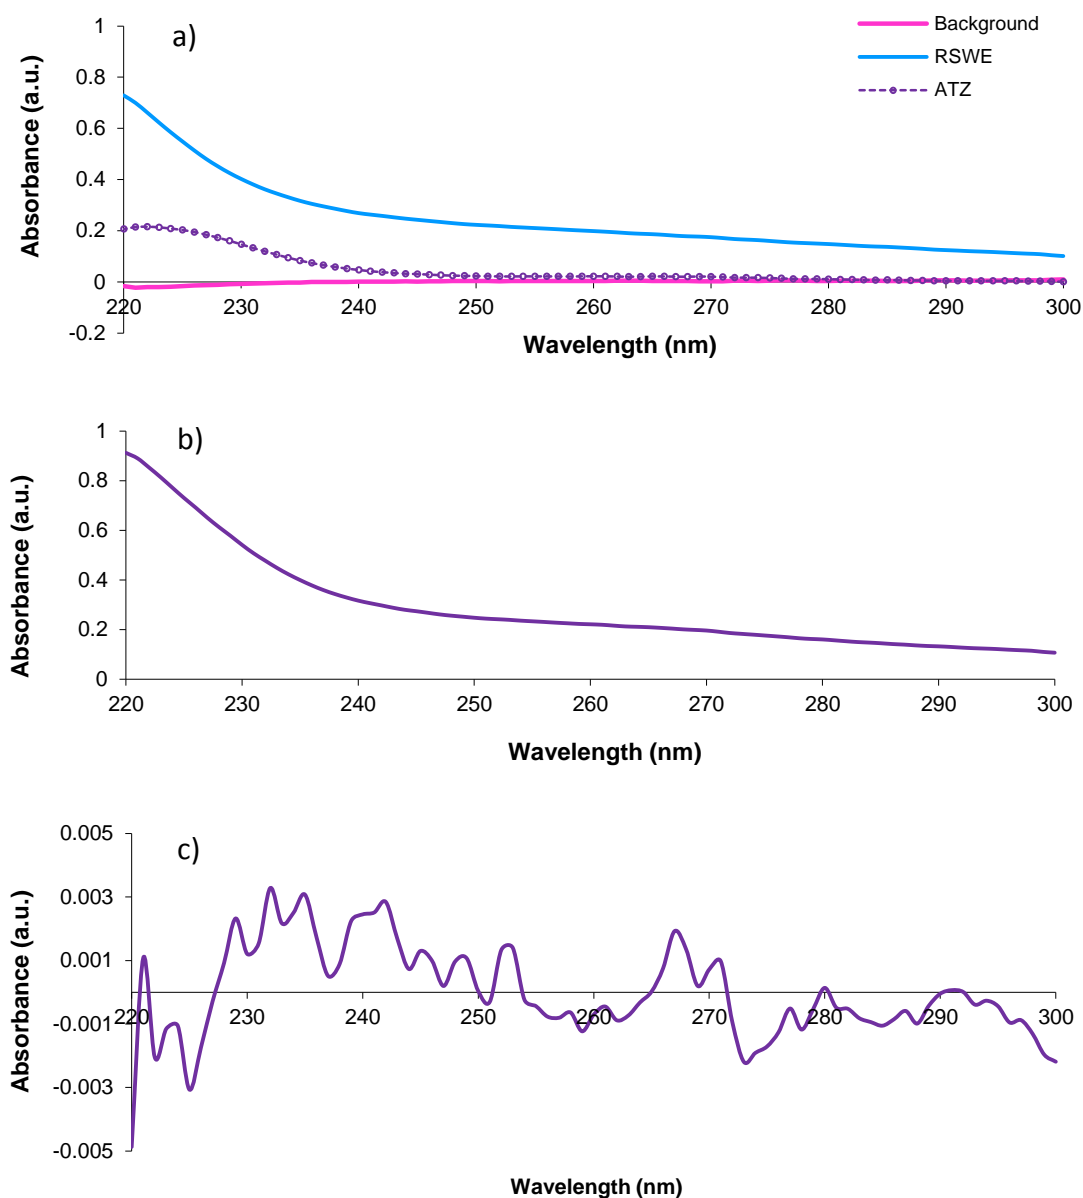 a)
Background
RSWE
ATZ
Absorbance (a.u.)
1
0.8
0.6
0.4
0.2
0
-0.2
220 230 240 250 260 270 280 290 300
Wavelength (nm)
b)
Absorbance (a.u.)
1
0.8
0.6
0.4
0.2
0
220 230 240 250 260 270 280 290 300
Wavelength (nm)
c)
Absorbance (a.u.)
0.005
0.003
0.001
-0.001
-0.003
-0.005
220 230 240 250 260 270 280 290 300
Wavelength (nm)